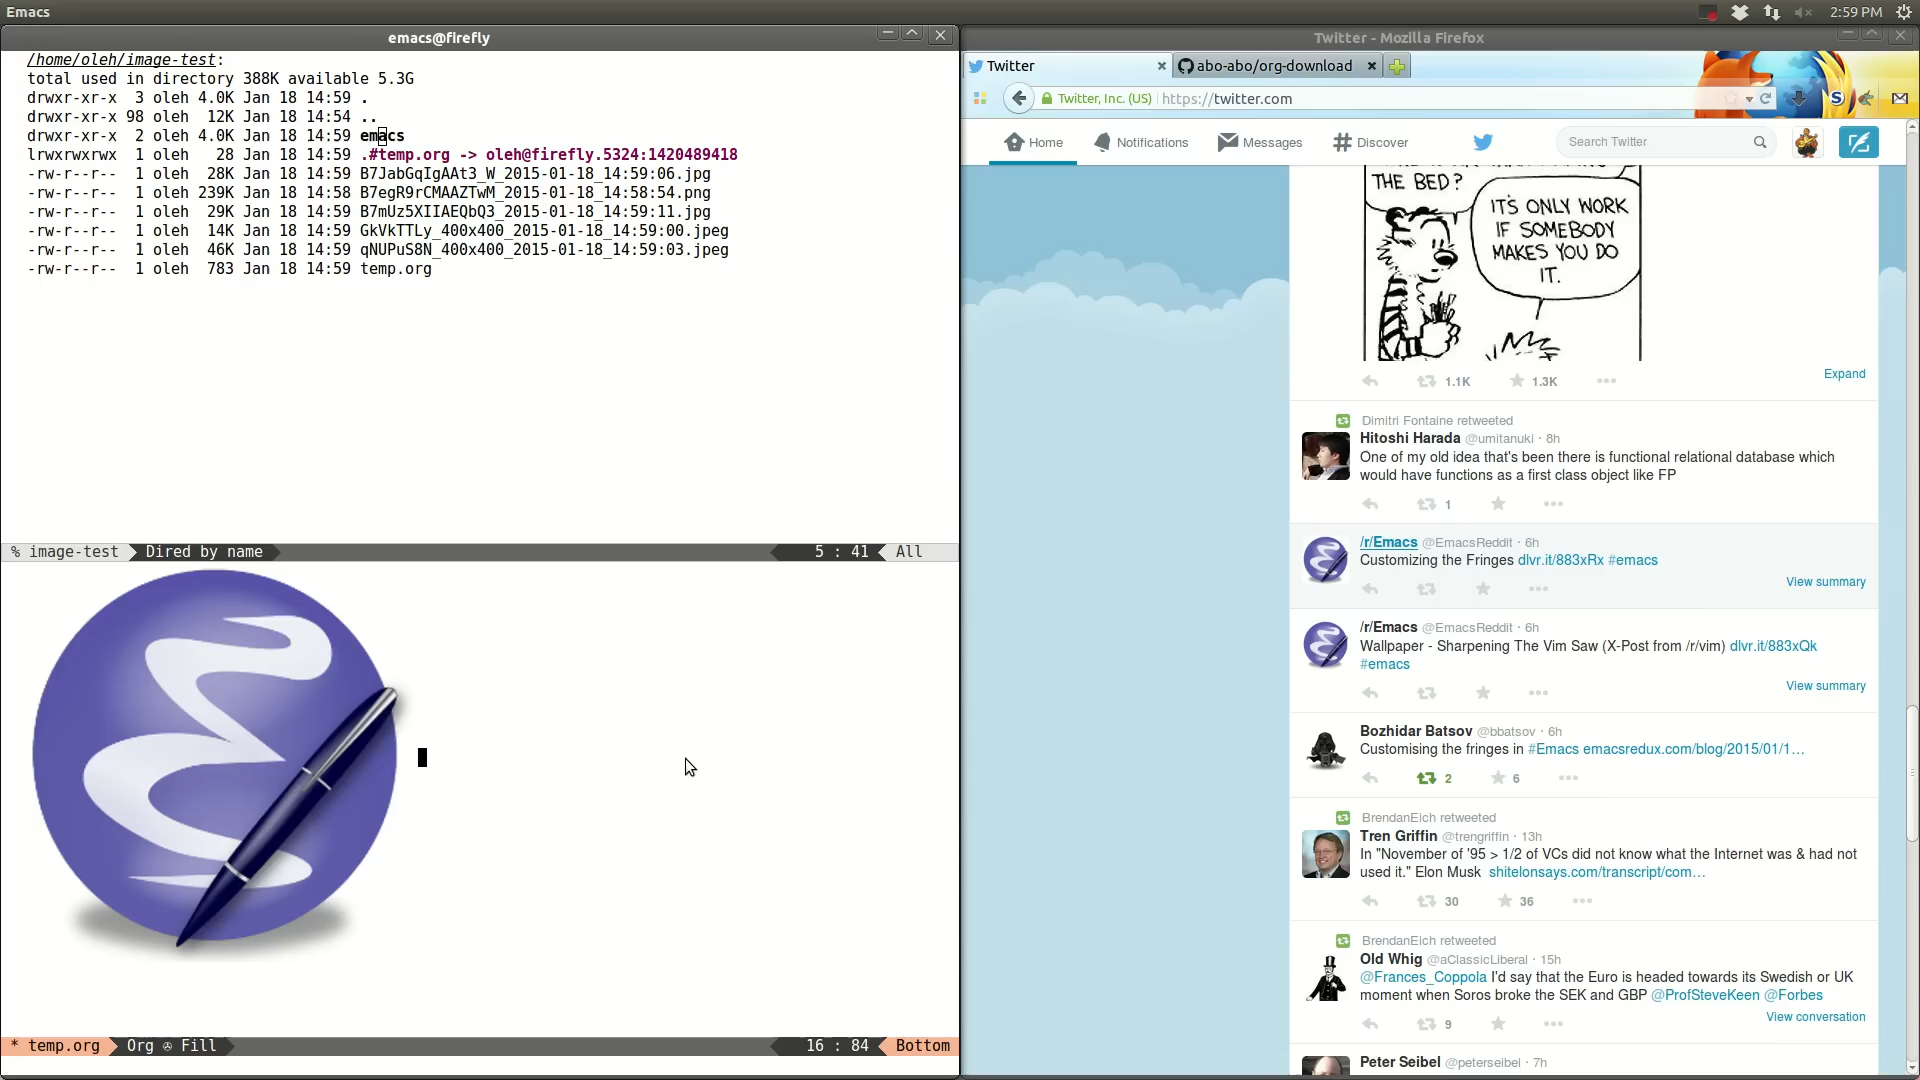 Emacs
2:59 PM
emacs@firefly
/home/oleh/image-test:
total used in directory 388K available 5.3G
drwxr-xr-x  3 oleh 4.0K Jan 18 14:59 .
drwxr-xr-x 98 oleh  12K Jan 18 14:54 ..
drwxr-xr-x  2 oleh 4.0K Jan 18 14:59 emacs
lrwxrwxrwx  1 oleh   28 Jan 18 14:59 .#temp.org -> oleh@firefly.5324:1420489418
-rw-r--r--  1 oleh  28K Jan 18 14:59 B7JabGqIgAAt3_W_2015-01-18_14:59:06.jpg
-rw-r--r--  1 oleh 239K Jan 18 14:58 B7egR9rCMAAZTwM_2015-01-18_14:58:54.png
-rw-r--r--  1 oleh  29K Jan 18 14:59 B7mUz5XIIAEQbQ3_2015-01-18_14:59:11.jpg
-rw-r--r--  1 oleh  14K Jan 18 14:59 GkVkTTLy_400x400_2015-01-18_14:59:00.jpeg
-rw-r--r--  1 oleh  46K Jan 18 14:59 qNUPuS8N_400x400_2015-01-18_14:59:03.jpeg
-rw-r--r--  1 oleh  783 Jan 18 14:59 temp.org
% image-test Dired by name 5 : 41 All
* temp.org Org Fill 16 : 84 Bottom
Twitter - Mozilla Firefox
Twitter abo-abo/org-download
Twitter, Inc. (US) https://twitter.com
Home Notifications Messages Discover Search Twitter
THE BED?
IT'S ONLY WORK
IF SOMEBODY
MAKES YOU DO
IT.
1.1K 1.3K Expand
Dimitri Fontaine retweeted
Hitoshi Harada @umitanuki · 8h
One of my old idea that's been there is functional relational database which
would have functions as a first class object like FP
1
/r/Emacs @EmacsReddit · 6h
Customizing the Fringes dlvr.it/883xRx #emacs
View summary
/r/Emacs @EmacsReddit · 6h
Wallpaper - Sharpening The Vim Saw (X-Post from /r/vim) dlvr.it/883xQk
#emacs
View summary
Bozhidar Batsov @bbatsov · 6h
Customising the fringes in #Emacs emacsredux.com/blog/2015/01/1…
2 6
BrendanEich retweeted
Tren Griffin @trengriffin · 13h
In "November of '95 > 1/2 of VCs did not know what the Internet was & had not
used it." Elon Musk shitelonsays.com/transcript/com…
30 36
BrendanEich retweeted
Old Whig @aClassicLiberal · 15h
@Frances_Coppola I'd say that the Euro is headed towards its Swedish or UK
moment when Soros broke the SEK and GBP @ProfSteveKeen @Forbes
View conversation
9
Peter Seibel @peterseibel · 7h